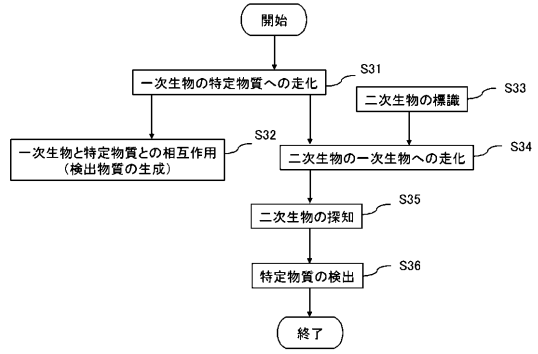 開始
一次生物の特定物質への走化
S31
二次生物の標識
S33
一次生物と特定物質との相互作用
(検出物質の生成)
S32
二次生物の一次生物への走化
S34
二次生物の探知
S35
特定物質の検出
S36
終了